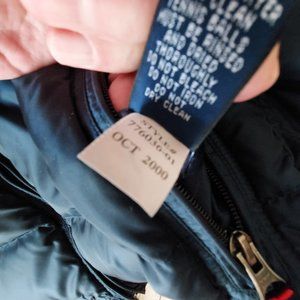 TENNIS BALLS
MUST BE ADDED
AND DRIED
THOROUGHLY
DO NOT BLEACH
DO NOT IRON
DO NOT
DRY CLEAN
STYLE#
776036-01
OCT 2000